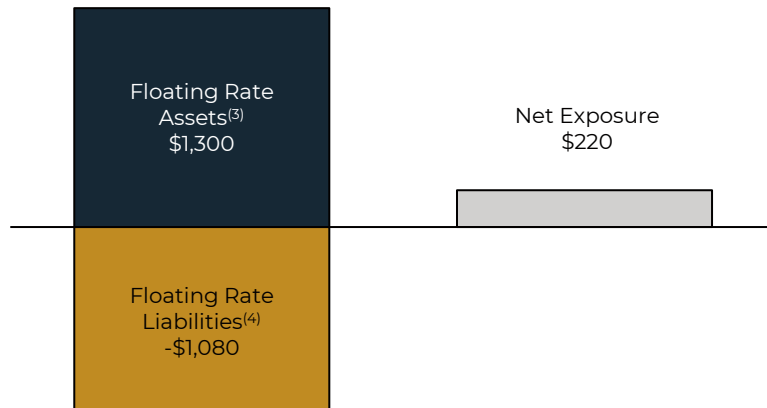 Floating Rate
Assets(3)
$1,300
Net Exposure
$220
Floating Rate
Liabilities(4)
-$1,080